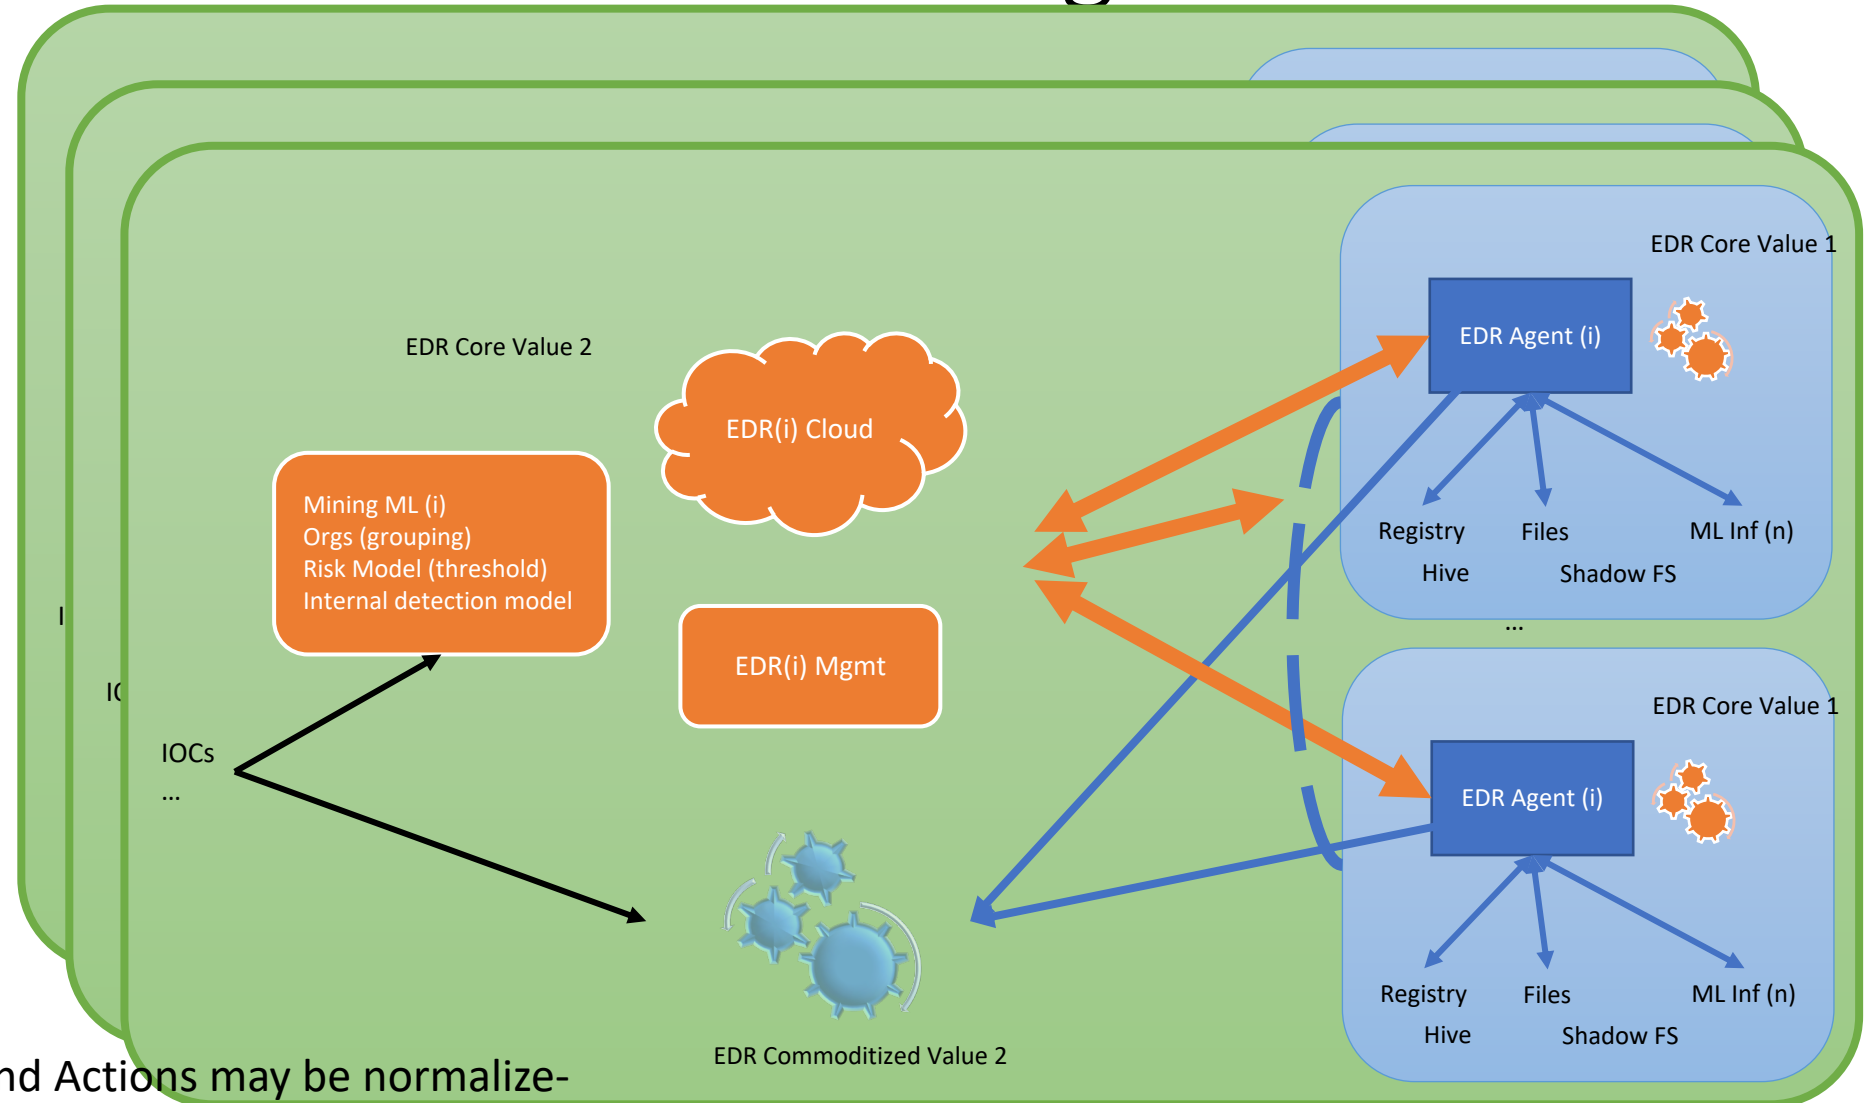 EDR Core Value 1
EDR Agent (i)
EDR Core Value 2
EDR(i) Cloud
Mining ML (i)
Orgs (grouping)
Risk Model (threshold)
Internal detection model
Registry
Files
ML Inf (n)
Hive
Shadow FS
...
EDR(i) Mgmt
EDR Core Value 1
IOCs
...
EDR Agent (i)
Registry
Files
ML Inf (n)
Hive
Shadow FS
EDR Commoditized Value 2
nd Actions may be normalize-